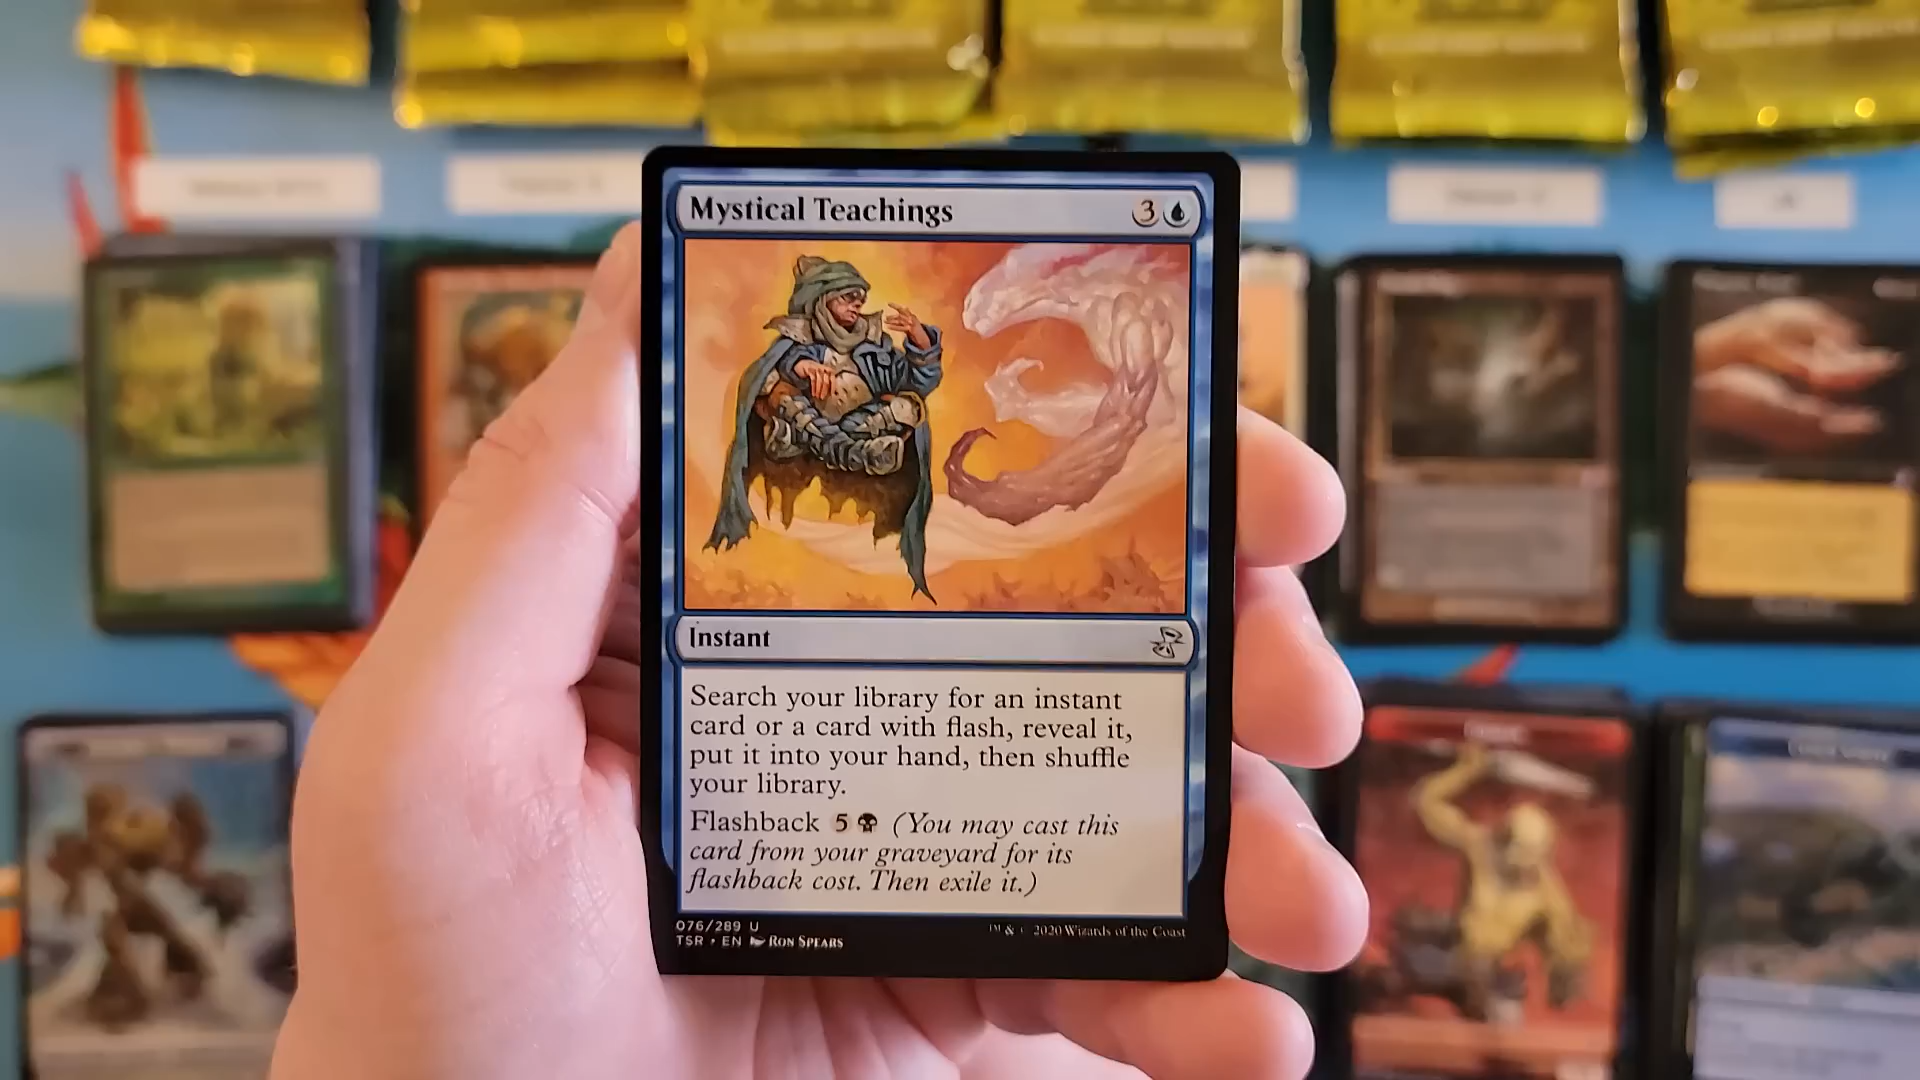 Mystical Teachings 3
Instant
Search your library for an instant
card or a card with flash, reveal it,
put it into your hand, then shuffle
your library.
Flashback 5 (You may cast this
card from your graveyard for its
flashback cost. Then exile it.)
076/289 U
TSR • EN Ron Spears
™ & © 2020 Wizards of the Coast